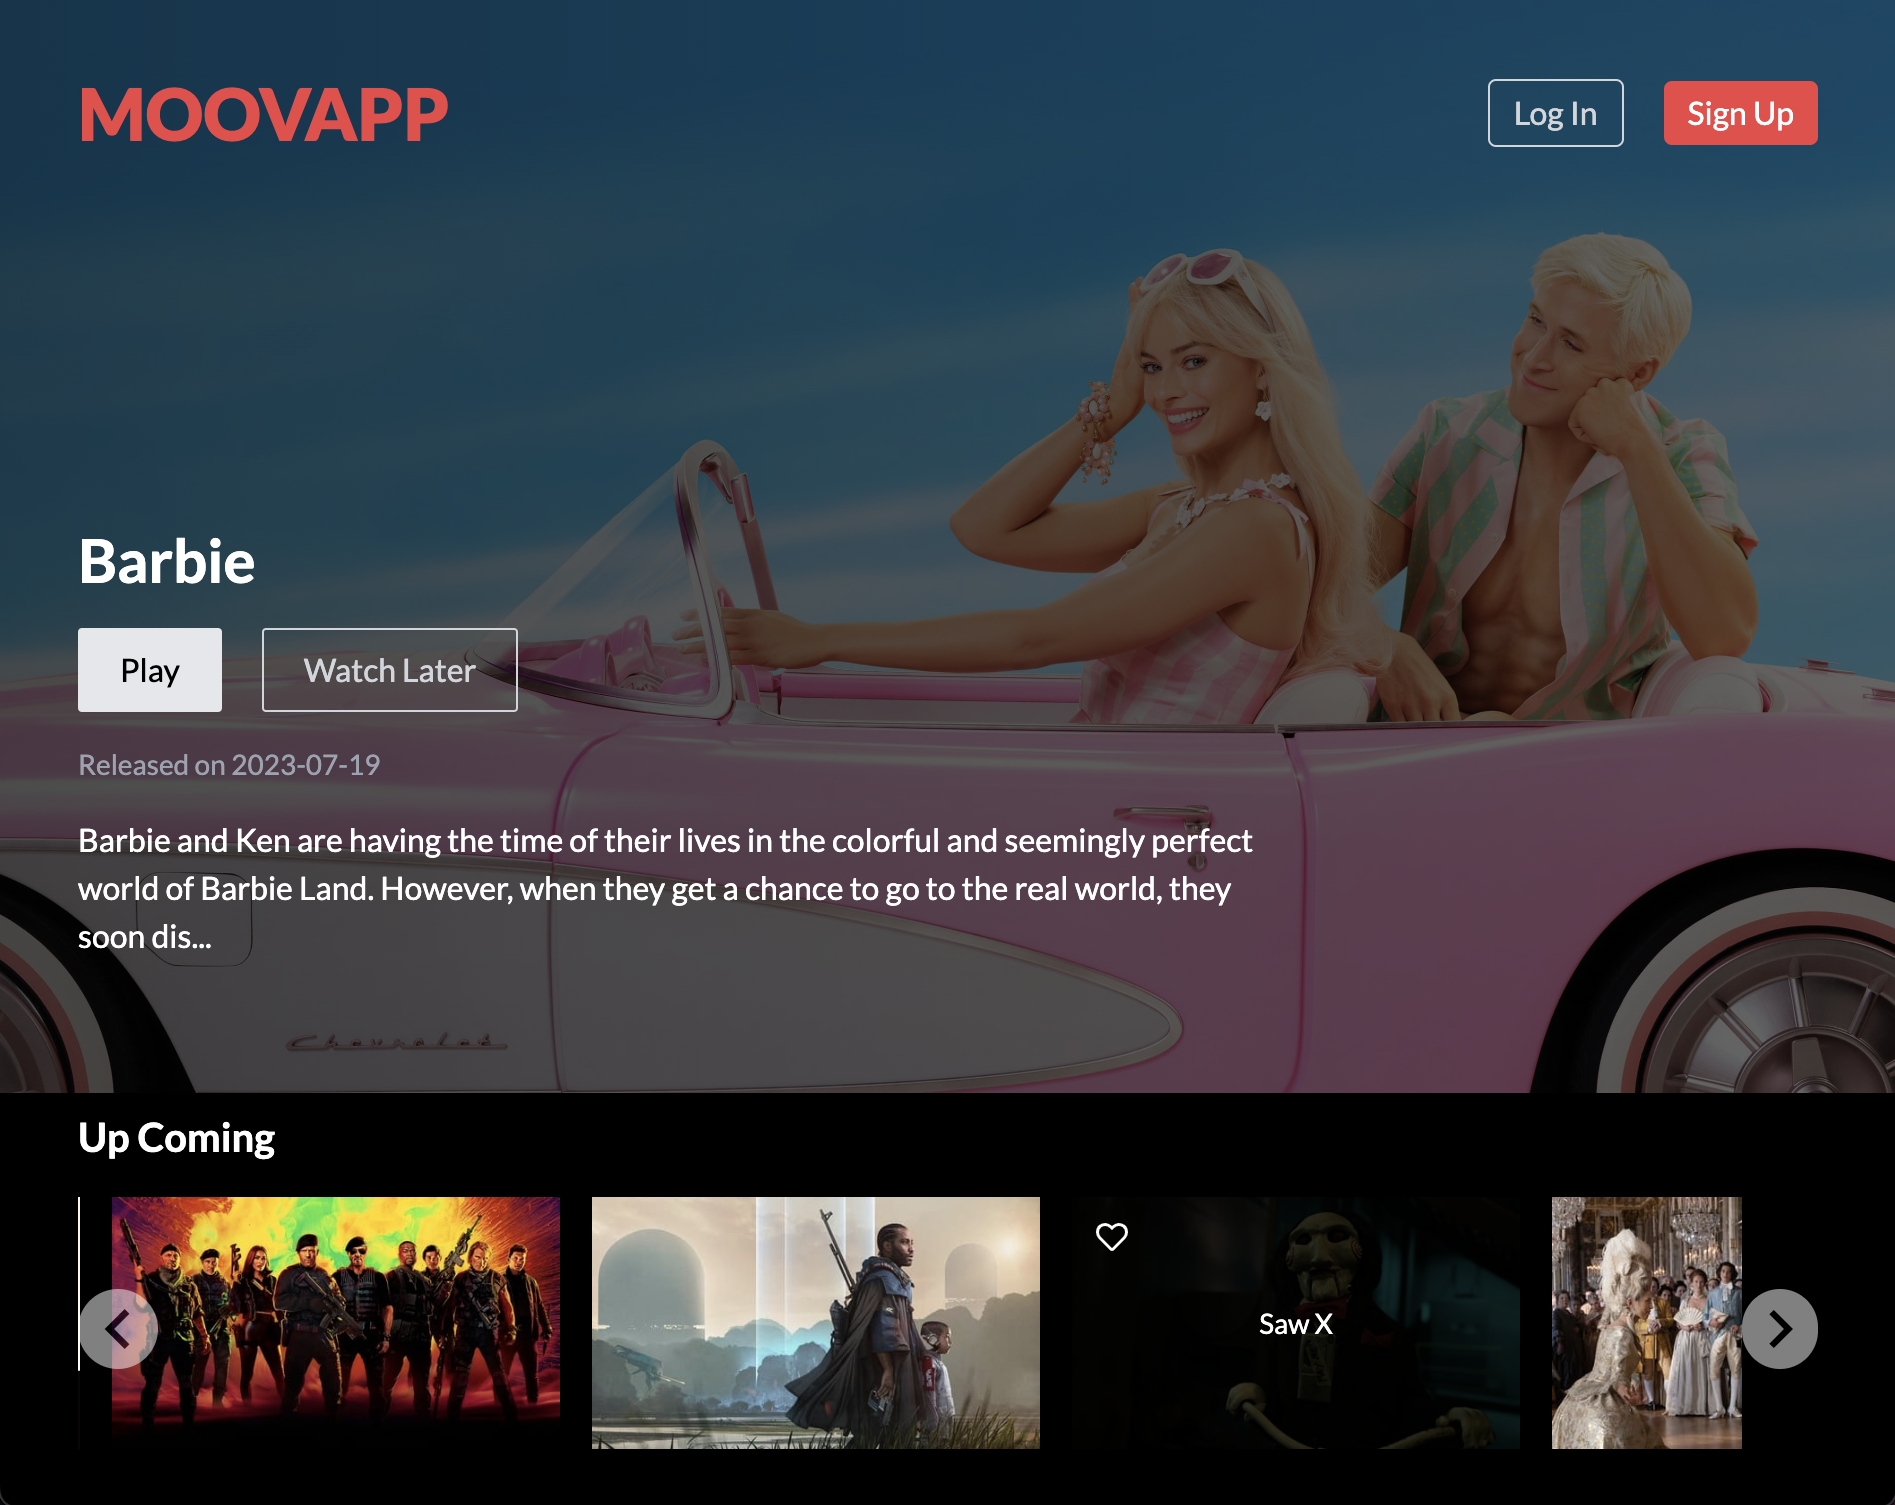 MOOVAPP
Log In
Sign Up
Barbie
Play
Watch Later
Released on 2023-07-19
Barbie and Ken are having the time of their lives in the colorful and seemingly perfect
world of Barbie Land. However, when they get a chance to go to the real world, they
soon dis...
Chevrolet
Up Coming
Saw X